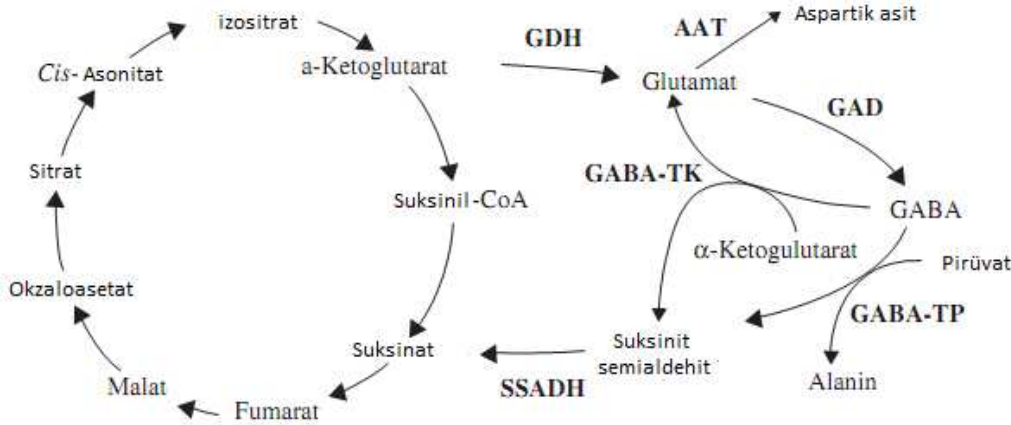 izositrat
GDH
AAT
Aspartik asit
Cis- Asonitat
a-Ketoglutarat
Glutamat
GAD
Sitrat
GABA-TK
Suksinil-CoA
GABA
α-Ketogulutarat
Pirüvat
Okzaloasetat
GABA-TP
Suksinat
Suksinit
semialdehit
SSADH
Malat
Alanin
Fumarat